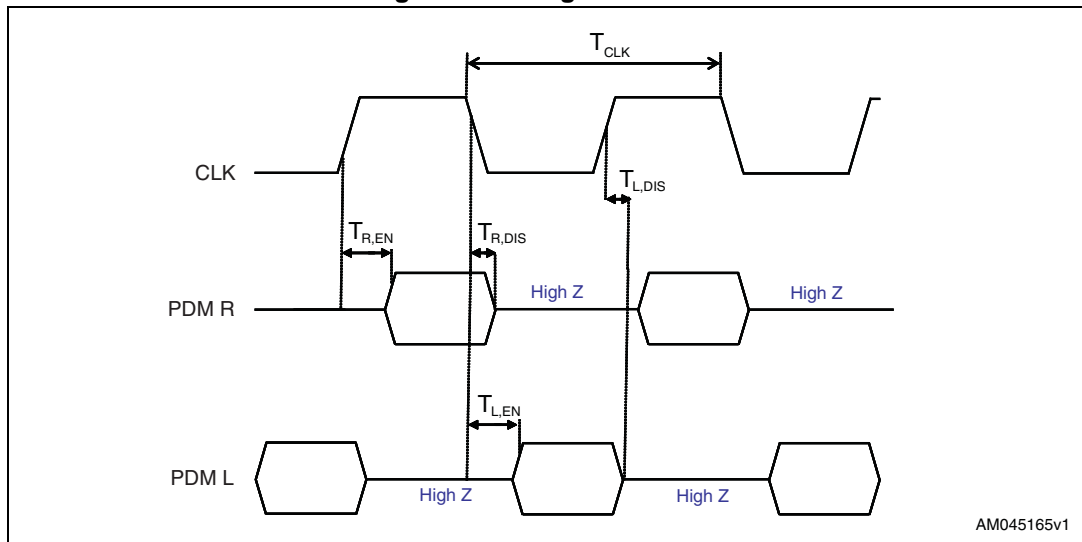 T_CLK
CLK
T_L,DIS
T_R,EN
T_R,DIS
PDM R
High Z
High Z
T_L,EN
PDM L
High Z
High Z
AM045165v1